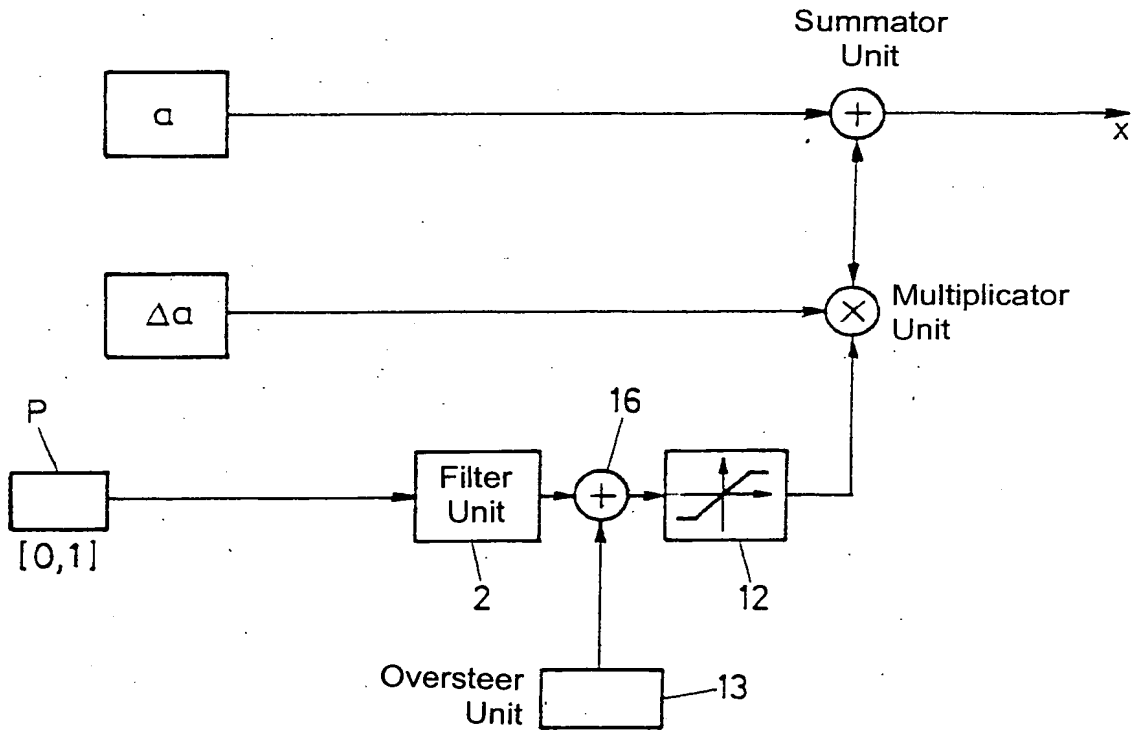 Summator
Unit
a
+
x
Δa
×
Multiplicator
Unit
P
[0,1]
Filter
Unit
2
16
+
12
Oversteer
Unit
13